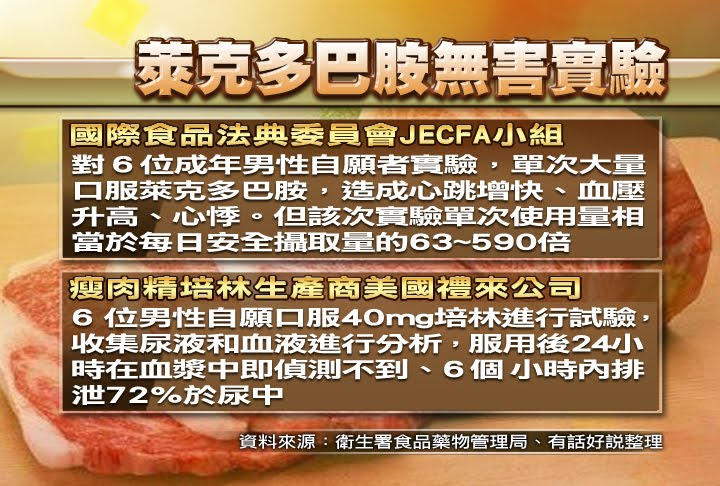 萊克多巴胺無害實驗
國際食品法典委員會JECFA小組
對6位成年男性自願者實驗，單次大量
口服萊克多巴胺，造成心跳增快、血壓
升高、心悸。但該次實驗單次使用量相
當於每日安全攝取量的63~590倍
瘦肉精培林生產商美國禮來公司
6 位男性自願口服40mg培林進行試驗，
收集尿液和血液進行分析，服用後24小
時在血漿中即偵測不到、6個 小時內排
泄72%於尿中
資料來源：衛生署食品藥物管理局、有話好説整理